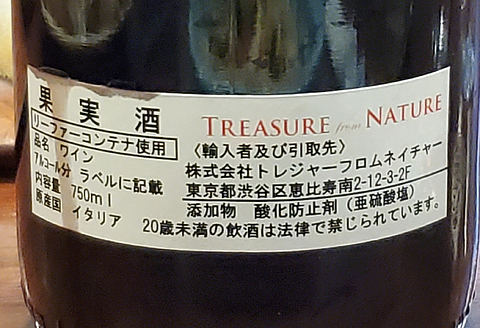 果実酒
リーファーコンテナ使用
品名 ワイン
アルコール分 ラベルに記載
内容量 750ml
原産国 イタリア
TREASURE from NATURE
〈輸入者及び引取先〉
株式会社トレジャーフロムネイチャー
東京都渋谷区恵比寿南2-12-3-2F
添加物 酸化防止剤（亜硫酸塩）
20歳未満の飲酒は法律で禁じられています。